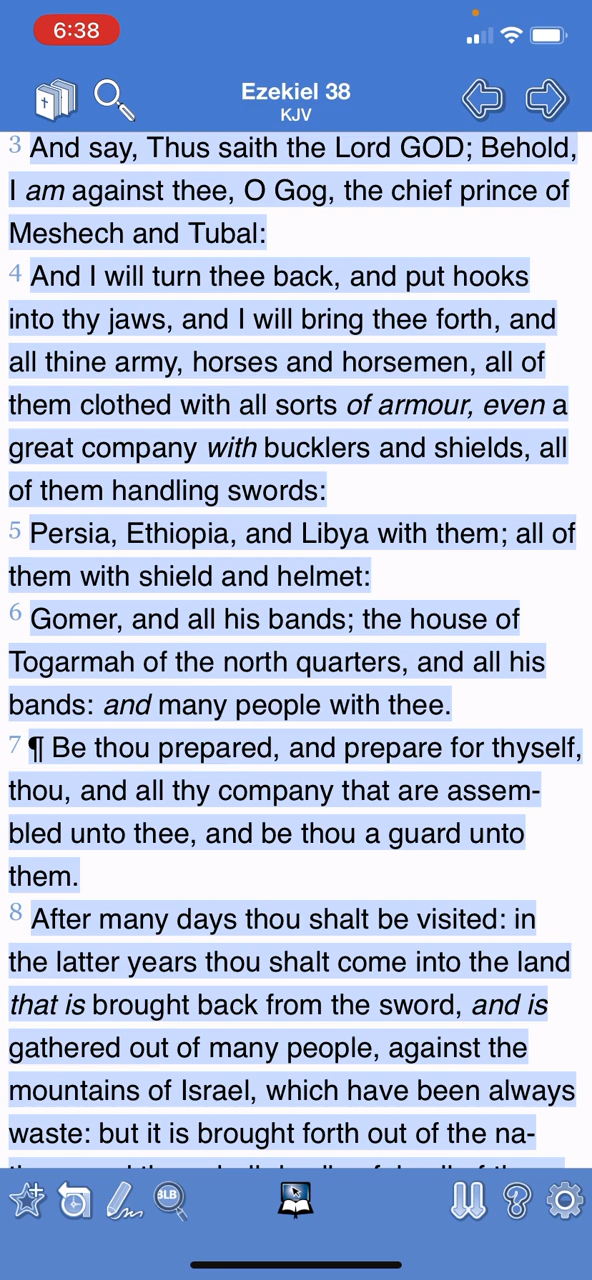 6:38
Ezekiel 38
KJV
3 And say, Thus saith the Lord GOD; Behold,
I am against thee, O Gog, the chief prince of
Meshech and Tubal:
4 And I will turn thee back, and put hooks
into thy jaws, and I will bring thee forth, and
all thine army, horses and horsemen, all of
them clothed with all sorts of armour, even a
great company with bucklers and shields, all
of them handling swords:
5 Persia, Ethiopia, and Libya with them; all of
them with shield and helmet:
6 Gomer, and all his bands; the house of
Togarmah of the north quarters, and all his
bands: and many people with thee.
7 ¶ Be thou prepared, and prepare for thyself,
thou, and all thy company that are assem-
bled unto thee, and be thou a guard unto
them.
8 After many days thou shalt be visited: in
the latter years thou shalt come into the land
that is brought back from the sword, and is
gathered out of many people, against the
mountains of Israel, which have been always
waste: but it is brought forth out of the na-
BLB